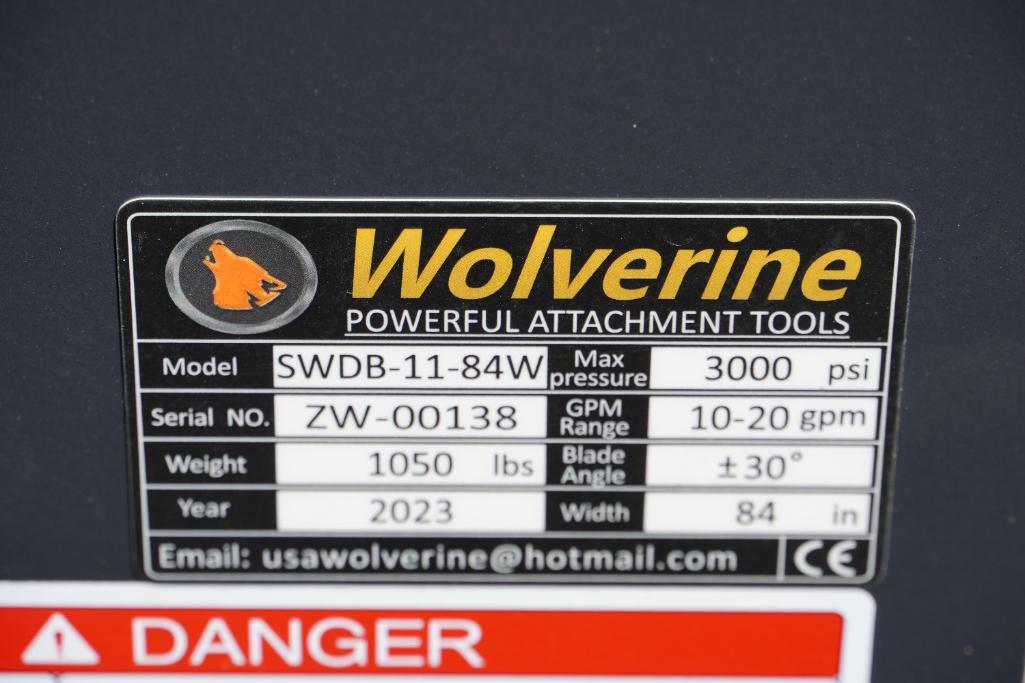 Wolverine
POWERFUL ATTACHMENT TOOLS
Model SWDB-11-84W Max pressure 3000 psi
Serial NO. ZW-00138 GPM Range 10-20 gpm
Weight 1050 lbs Blade Angle ±30°
Year 2023 Width 84 in
Email: usawolverine@hotmail.com CE
DANGER